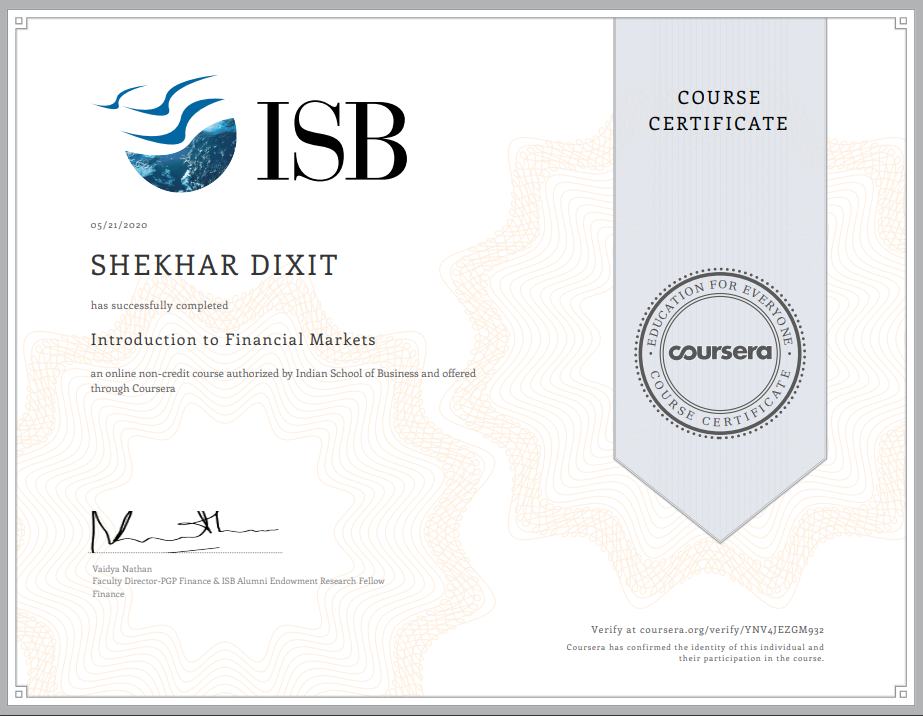 ISB
COURSE
CERTIFICATE
05/21/2020
SHEKHAR DIXIT
has successfully completed
Introduction to Financial Markets
an online non-credit course authorized by Indian School of Business and offered
through Coursera
EDUCATION FOR EVERYONE
coursera
COURSE CERTIFICATE
Vaidya Nathan
Faculty Director-PGP Finance & ISB Alumni Endowment Research Fellow
Finance
Verify at coursera.org/verify/YNV4JEZGM932
Coursera has confirmed the identity of this individual and
their participation in the course.